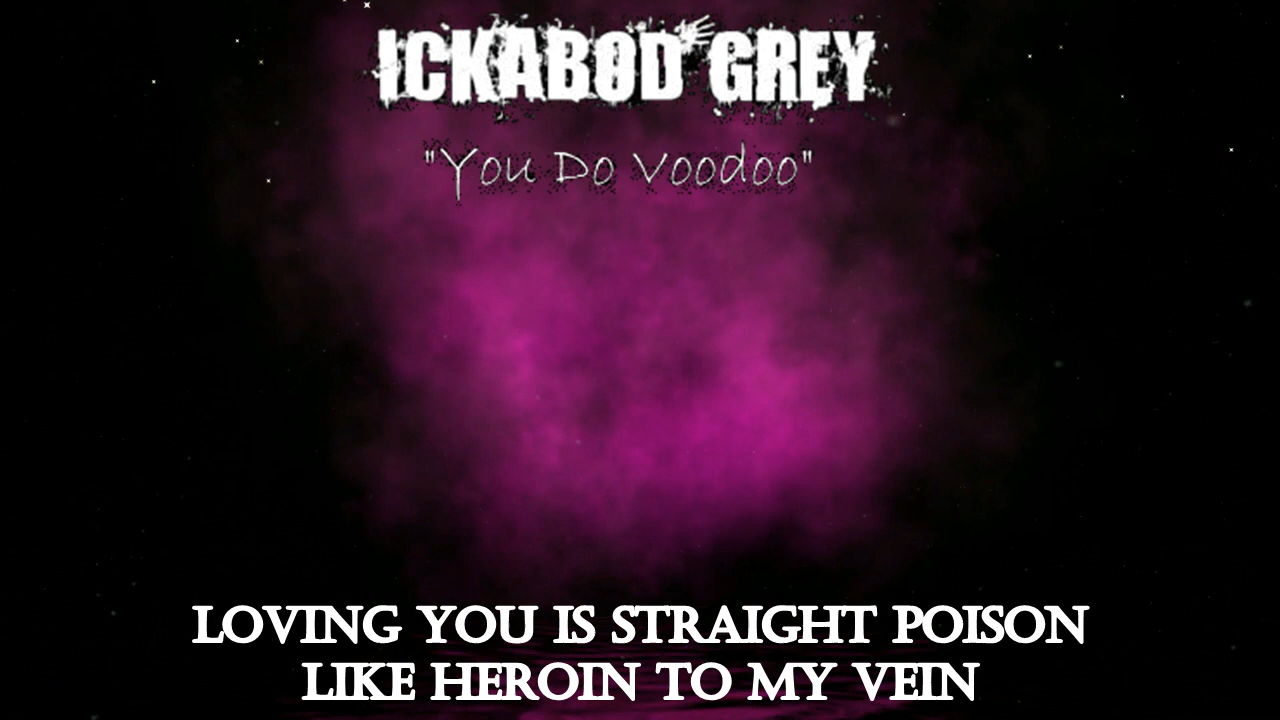 ICKABOD GREY
"You Do Voodoo"
LOVING YOU IS STRAIGHT POISON
LIKE HEROIN TO MY VEIN